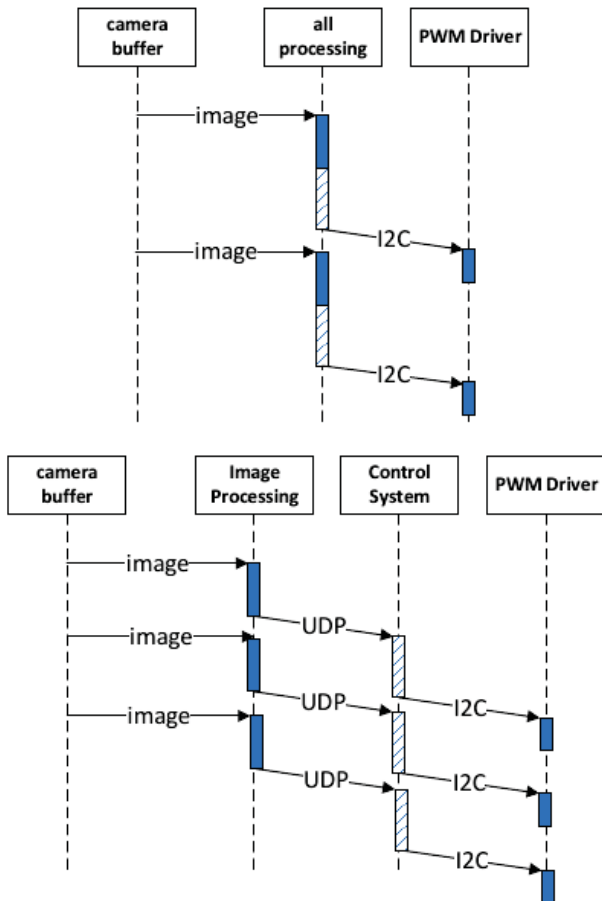 camera
buffer
all
processing
PWM Driver
image
I2C
image
I2C
camera
buffer
Image
Processing
Control
System
PWM Driver
image
UDP
image
I2C
UDP
image
I2C
UDP
I2C